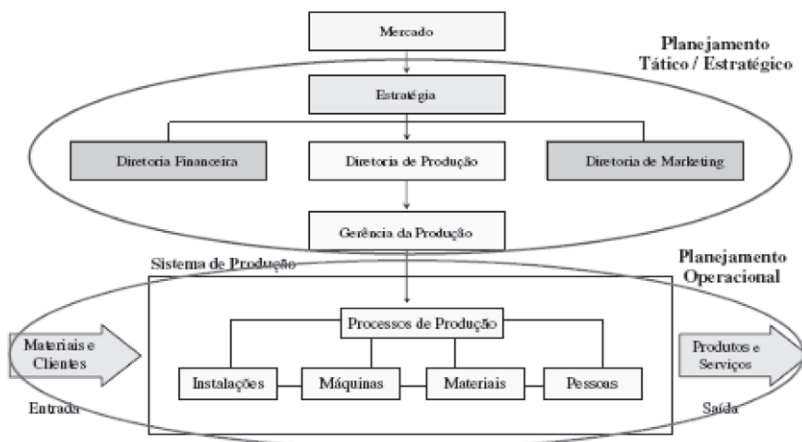 Mercado
Planejamento
Tático / Estratégico
Estratégia
Diretoria Financeira
Diretoria de Produção
Diretoria de Marketing
Gerência da Produção
Sistema de Produção
Planejamento
Operacional
Processos de Produção
Materiais e
Clientes
Produtos e
Serviços
Instalações
Máquinas
Materiais
Pessoas
Entrada
Saída